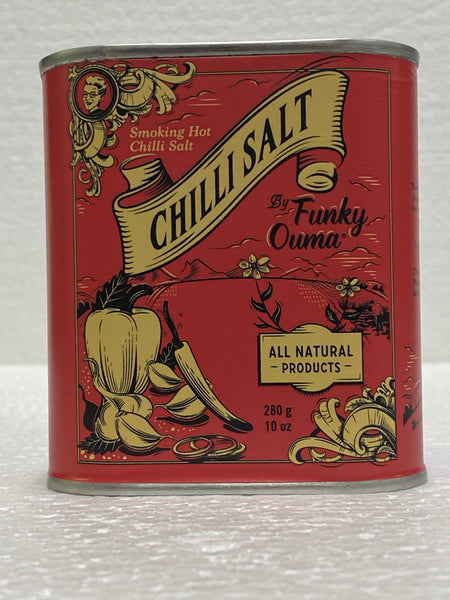 Smoking Hot
Chilli Salt
CHILLI SALT
By Funky
Ouma®
ALL NATURAL
- PRODUCTS -
280 g
10 oz